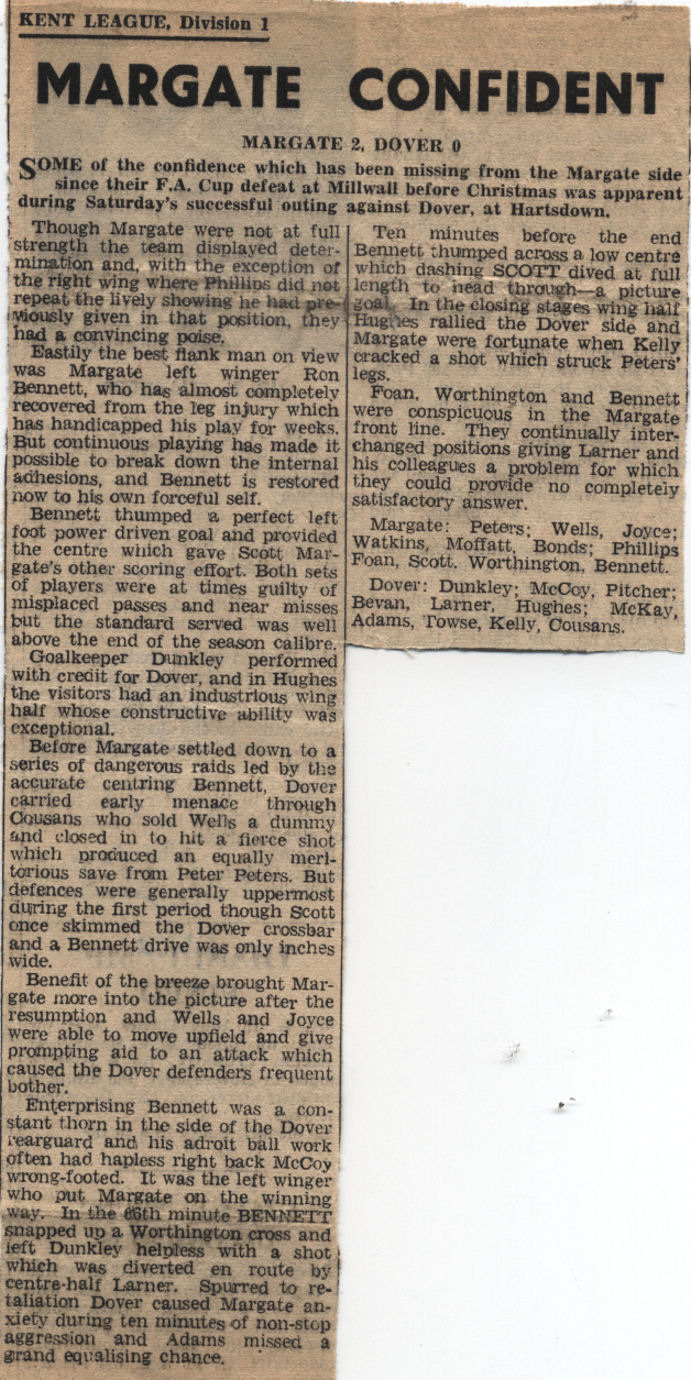 KENT LEAGUE, Division 1
MARGATE CONFIDENT
MARGATE 2, DOVER 0
SOME of the confidence which has been missing from the Margate side
since their F.A. Cup defeat at Millwall before Christmas was apparent
during Saturday's successful outing against Dover, at Hartsdown.
Though Margate were not at full
strength the team displayed deter-
mination and, with the exception of
the right wing where Phillips did not
repeat the lively showing he had pre-
viously given in that position, they
had a convincing poise.
Eastily the best flank man on view
was Margate left winger Ron
Bennett, who has almost completely
recovered from the leg injury which
has handicapped his play for weeks.
But continuous playing has made it
possible to break down the internal
adhesions, and Bennett is restored
now to his own forceful self.
Bennett thumped a perfect left
foot power driven goal and provided
the centre which gave Scott Mar-
gate's other scoring effort. Both sets
of players were at times guilty of
misplaced passes and near misses
but the standard served was well
above the end of the season calibre.
Goalkeeper Dunkley performed
with credit for Dover, and in Hughes
the visitors had an industrious wing
half whose constructive ability was
exceptional.
Before Margate settled down to a
series of dangerous raids led by the
accurate centring Bennett, Dover
carried early menace through
Cousans who sold Wells a dummy
and closed in to hit a fierce shot
which produced an equally meri-
torious save from Peter Peters. But
defences were generally uppermost
during the first period though Scott
once skimmed the Dover crossbar
and a Bennett drive was only inches
wide.
Benefit of the breeze brought Mar-
gate more into the picture after the
resumption and Wells and Joyce
were able to move upfield and give
prompting aid to an attack which
caused the Dover defenders frequent
bother.
Enterprising Bennett was a con-
stant thorn in the side of the Dover
rearguard and his adroit ball work
often had hapless right back McCoy
wrong-footed. It was the left winger
who put Margate on the winning
way. In the 66th minute BENNETT
snapped up a Worthington cross and
left Dunkley helpless with a shot
which was diverted en route by
centre-half Larner. Spurred to re-
taliation Dover caused Margate an-
xiety during ten minutes of non-stop
aggression and Adams missed a
grand equalising chance.
Ten minutes before the end
Bennett thumped across a low centre
which dashing SCOTT dived at full
length to head through—a picture
goal. In the closing stages wing half
Hughes rallied the Dover side and
Margate were fortunate when Kelly
cracked a shot which struck Peters'
legs.
Foan, Worthington and Bennett
were conspicuous in the Margate
front line. They continually inter-
changed positions giving Larner and
his colleagues a problem for which
they could provide no completely
satisfactory answer.
Margate: Peters; Wells, Joyce;
Watkins, Moffatt, Bonds; Phillips
Foan, Scott. Worthington, Bennett.
Dover: Dunkley; McCoy, Pitcher;
Bevan, Larner, Hughes; McKay,
Adams, Towse, Kelly, Cousans.